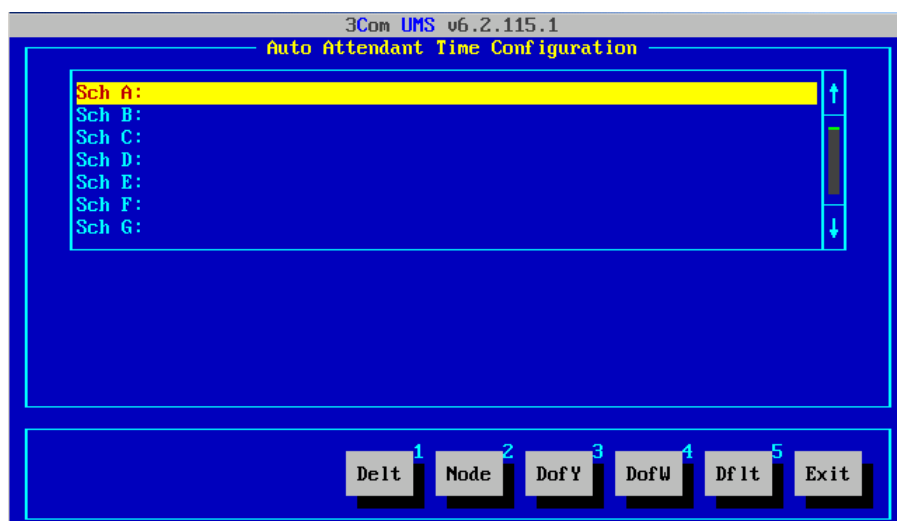 3Com UMS v6.2.115.1
Auto Attendant Time Configuration
Sch A:
Sch B:
Sch C:
Sch D:
Sch E:
Sch F:
Sch G:
1 2 3 4 5
Delt Node DofY DofW Dflt Exit